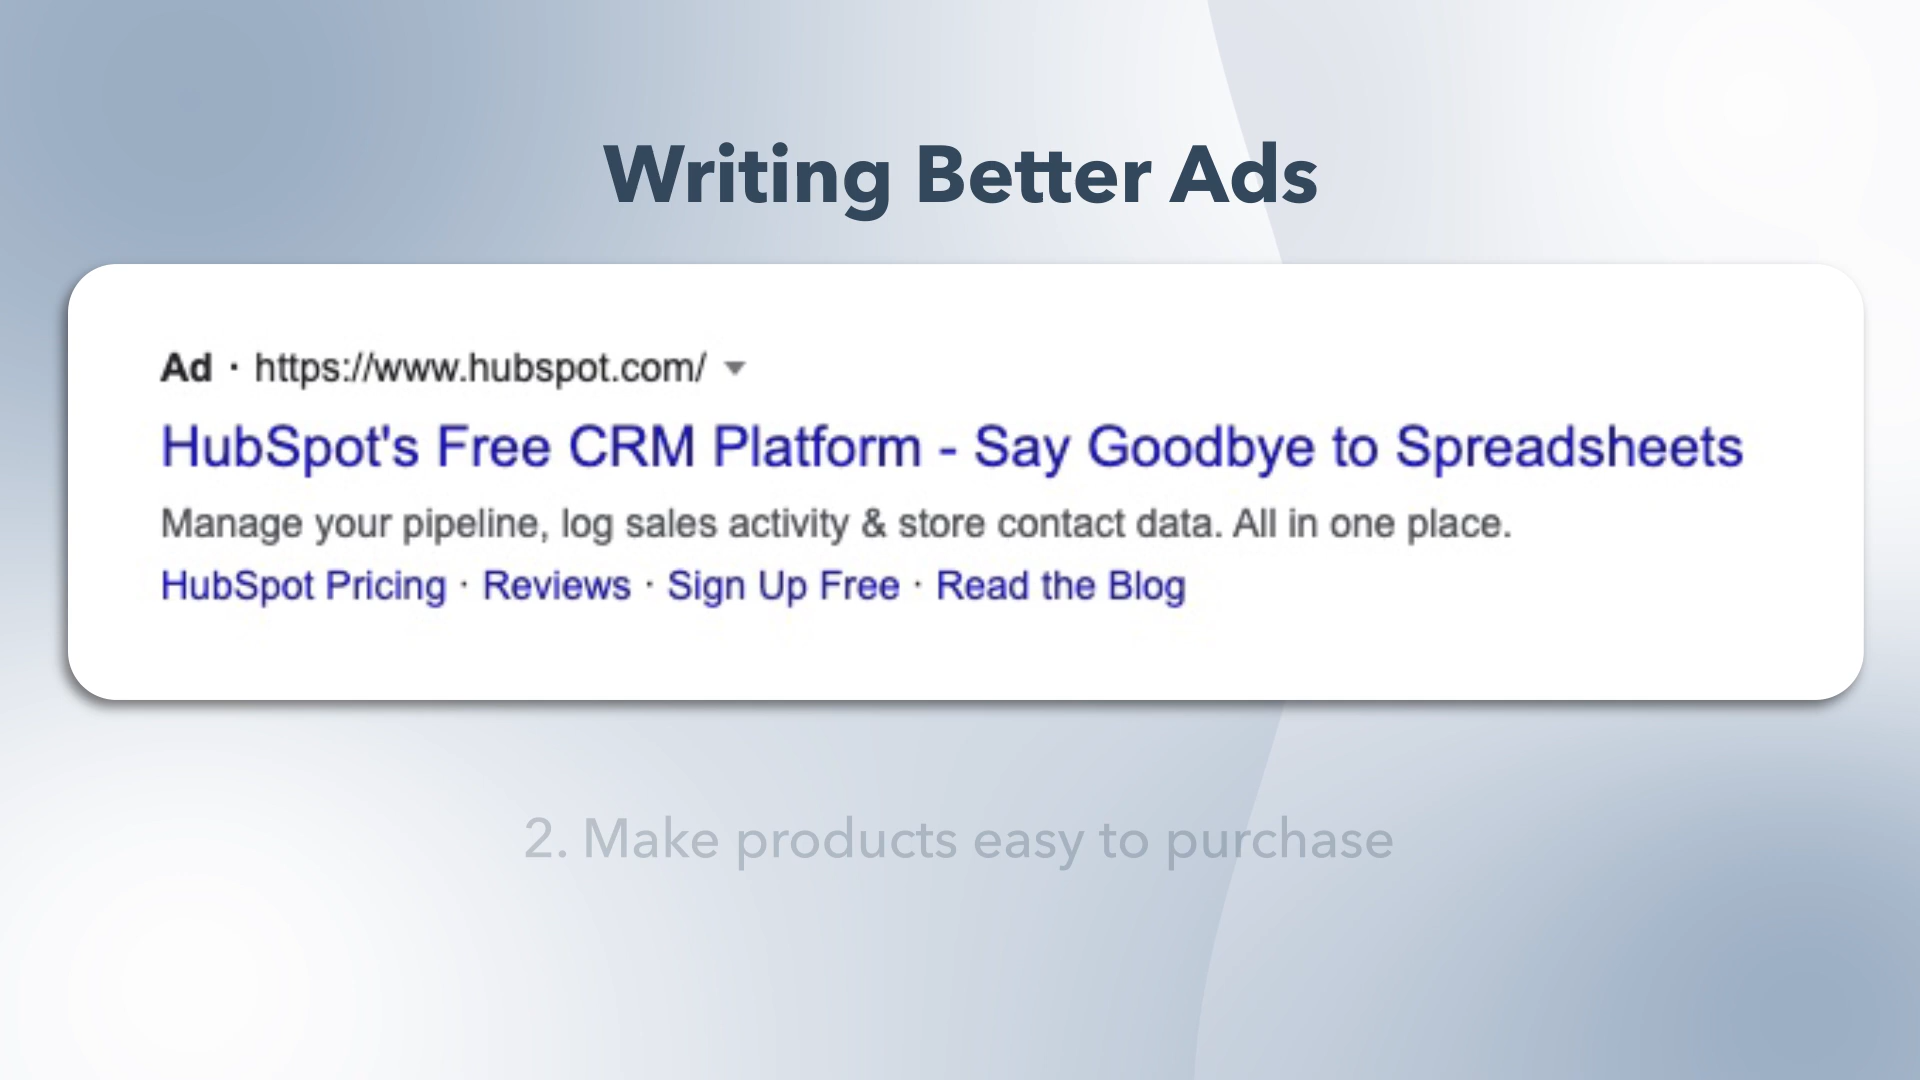 Writing Better Ads
Ad · https://www.hubspot.com/
HubSpot's Free CRM Platform - Say Goodbye to Spreadsheets
Manage your pipeline, log sales activity & store contact data. All in one place.
HubSpot Pricing · Reviews · Sign Up Free · Read the Blog
2. Make products easy to purchase